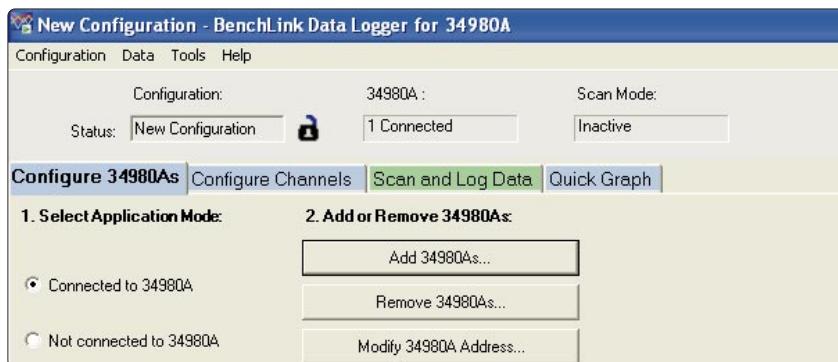 New Configuration - BenchLink Data Logger for 34980A
Configuration Data Tools Help
Configuration: 34980A : Scan Mode:
Status: New Configuration 1 Connected Inactive
Configure 34980As Configure Channels Scan and Log Data Quick Graph
1. Select Application Mode: 2. Add or Remove 34980As:
Add 34980As...
Connected to 34980A
Remove 34980As...
Not connected to 34980A
Modify 34980A Address...